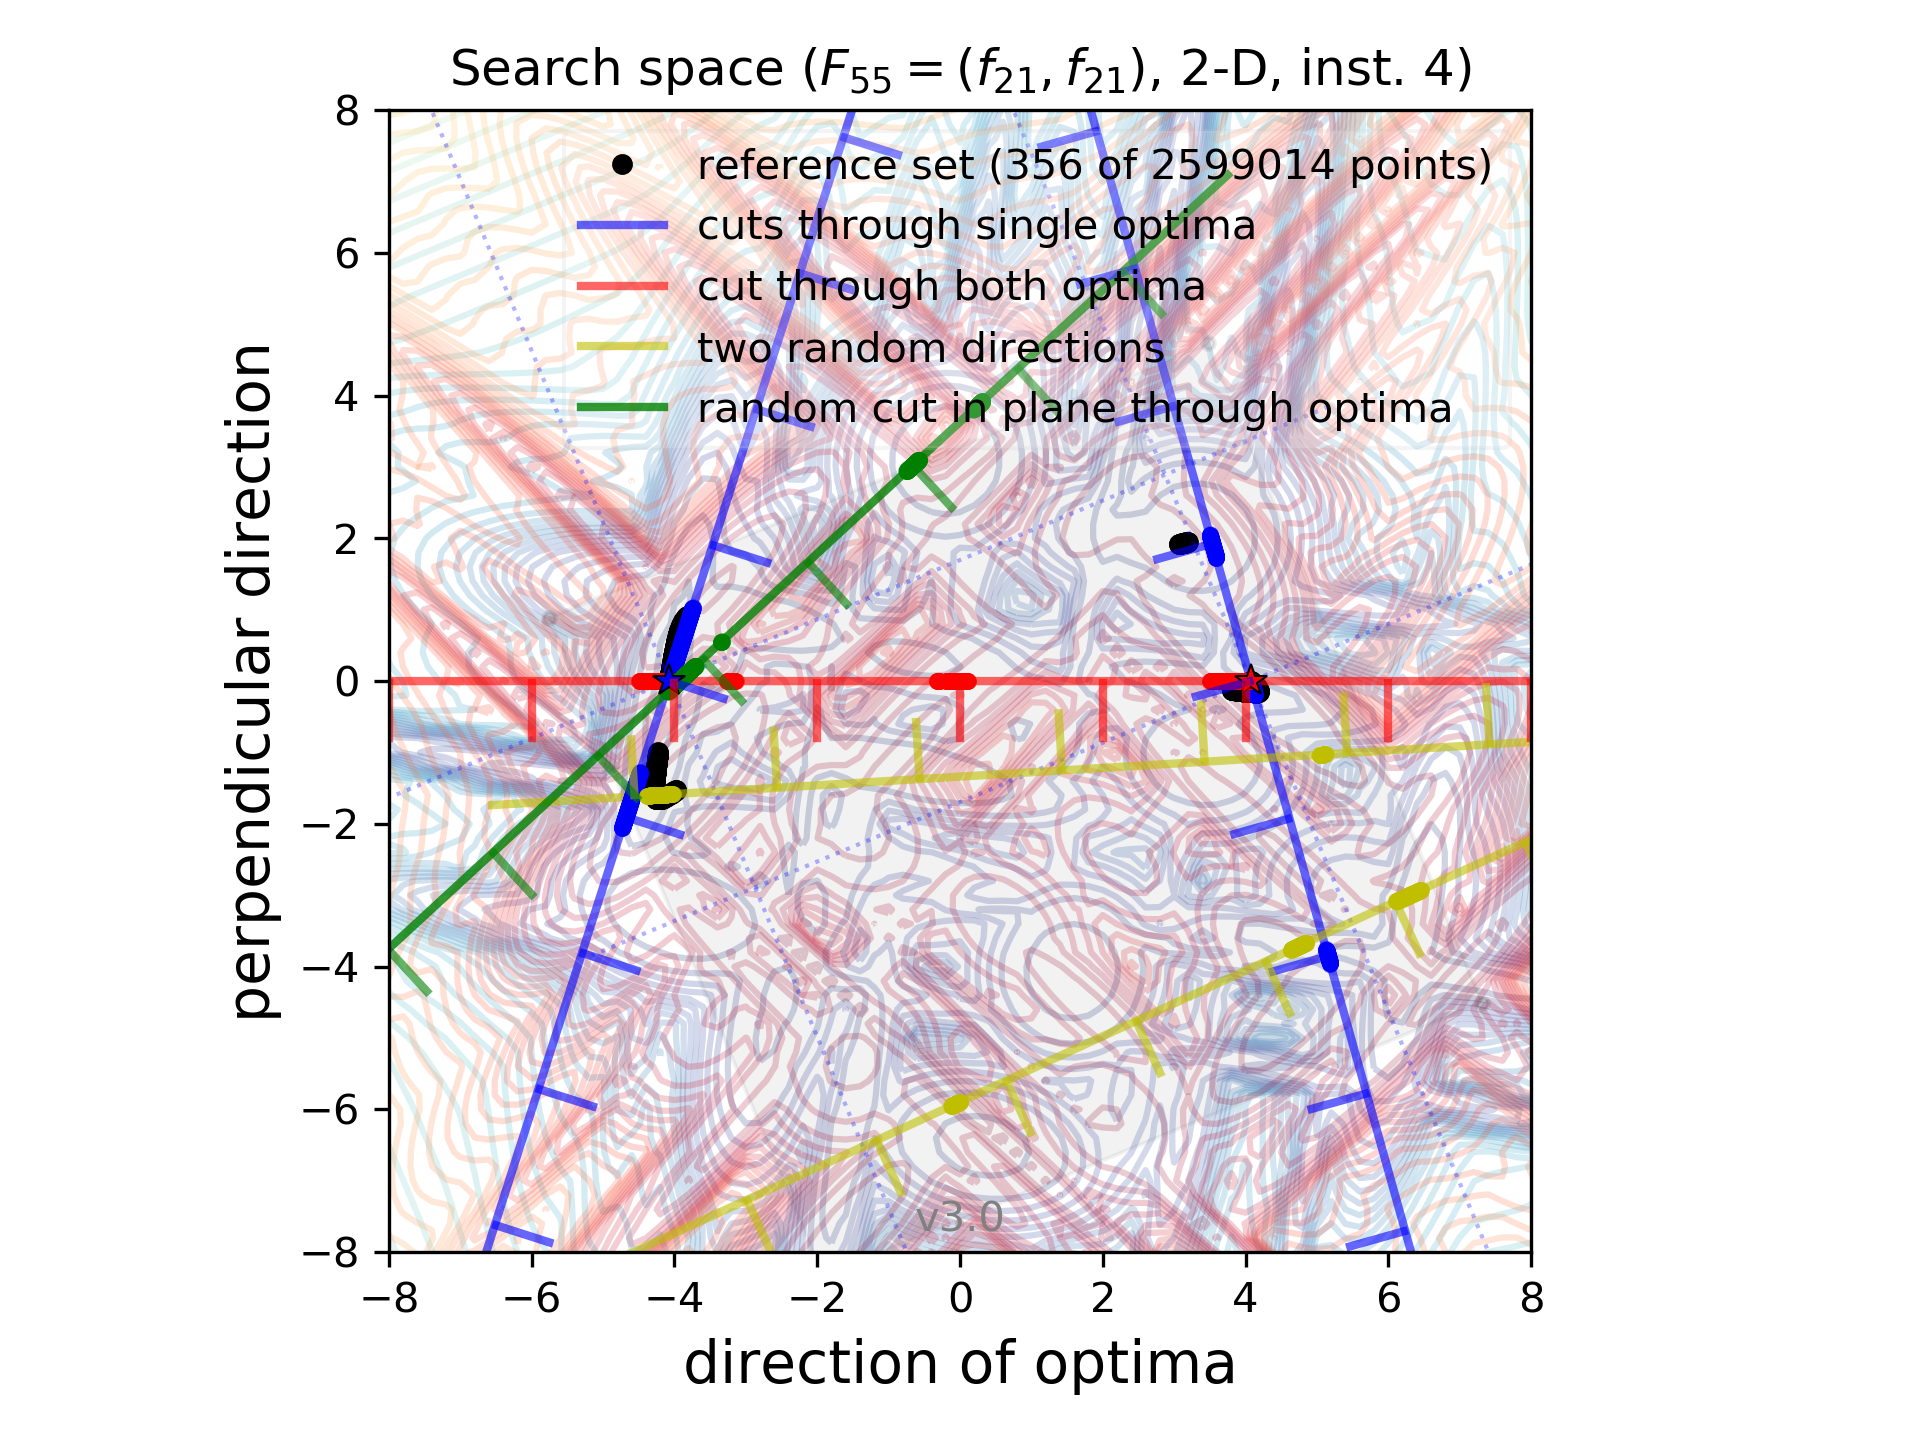 Search space (F₅₅ = (f₂₁, f₂₁), 2-D, inst. 4)
reference set (356 of 2599014 points)
cuts through single optima
cut through both optima
two random directions
random cut in plane through optima
8
6
4
2
0
−2
−4
−6
−8
perpendicular direction
v3.0
−8 −6 −4 −2 0 2 4 6 8
direction of optima